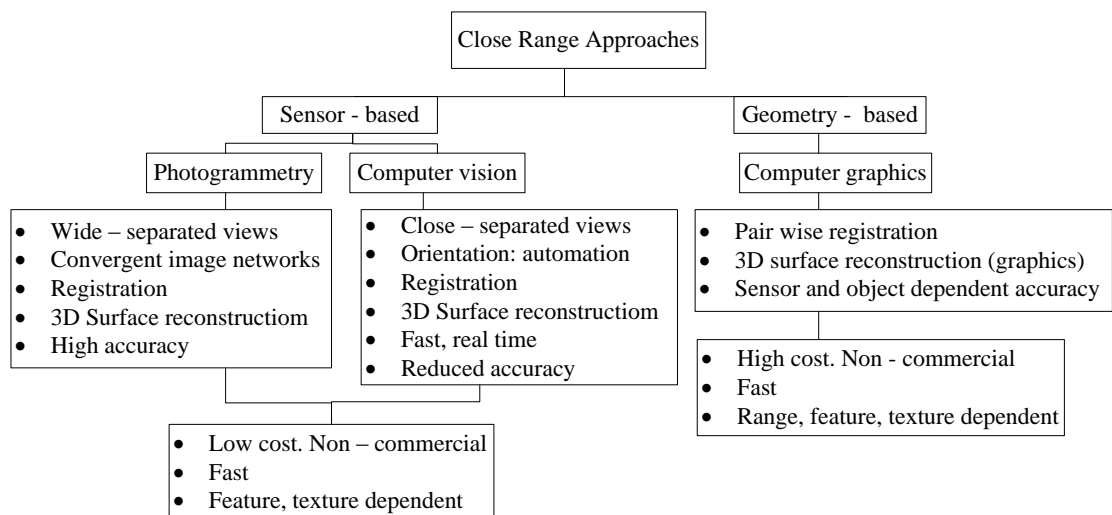 Close Range Approaches
Sensor - based
Geometry -  based
Photogrammetry
Computer vision
Computer graphics
• Wide – separated views
• Convergent image networks
• Registration
• 3D Surface reconstructiom
• High accuracy
• Close – separated views
• Orientation: automation
• Registration
• 3D Surface reconstructiom
• Fast, real time
• Reduced accuracy
• Pair wise registration
• 3D surface reconstruction (graphics)
• Sensor and object dependent accuracy
• Low cost. Non – commercial
• Fast
• Feature, texture dependent
• High cost. Non - commercial
• Fast
• Range, feature, texture dependent